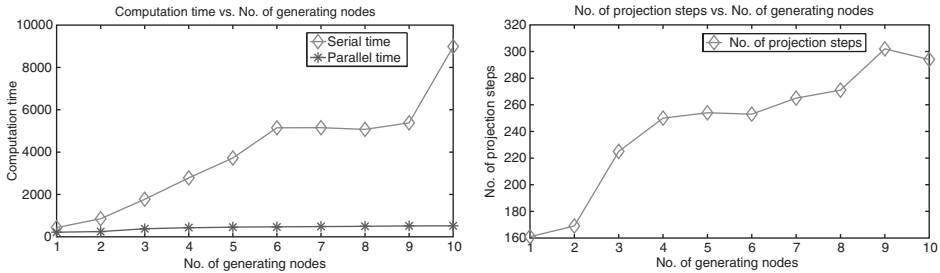 Computation time vs. No. of generating nodes
10000
8000
6000
4000
2000
0
Computation time
Serial time
Parallel time
1 2 3 4 5 6 7 8 9 10
No. of generating nodes
No. of projection steps vs. No. of generating nodes
320
300
280
260
240
220
200
180
160
No. of projection steps
No. of projection steps
1 2 3 4 5 6 7 8 9 10
No. of generating nodes